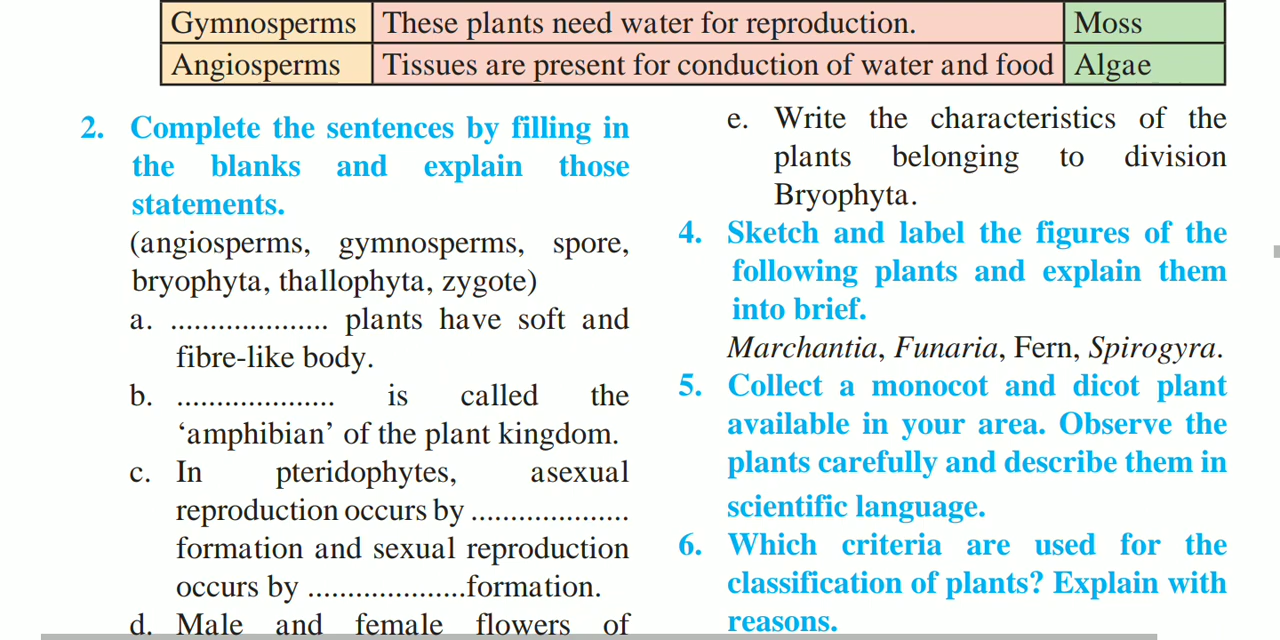 Gymnosperms These plants need water for reproduction. Moss
Angiosperms Tissues are present for conduction of water and food Algae
2. Complete the sentences by filling in
the blanks and explain those
statements.
(angiosperms, gymnosperms, spore,
bryophyta, thallophyta, zygote)
a. .................... plants have soft and
fibre-like body.
b. .................... is called the
‘amphibian’ of the plant kingdom.
c. In pteridophytes, asexual
reproduction occurs by ....................
formation and sexual reproduction
occurs by ....................formation.
d. Male and female flowers of
e. Write the characteristics of the
plants belonging to division
Bryophyta.
4. Sketch and label the figures of the
following plants and explain them
into brief.
Marchantia, Funaria, Fern, Spirogyra.
5. Collect a monocot and dicot plant
available in your area. Observe the
plants carefully and describe them in
scientific language.
6. Which criteria are used for the
classification of plants? Explain with
reasons.